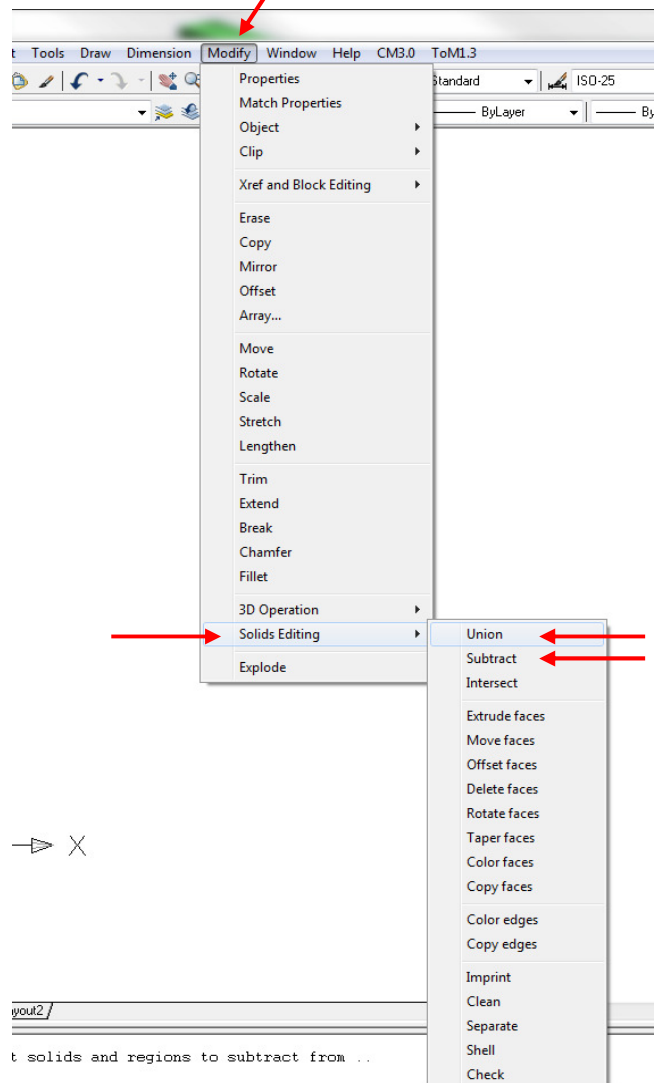 t Tools Draw Dimension Modify Window Help CM3.0 ToM1.3
Standard ISO-25
ByLayer By
Properties
Match Properties
Object
Clip
Xref and Block Editing
Erase
Copy
Mirror
Offset
Array...
Move
Rotate
Scale
Stretch
Lengthen
Trim
Extend
Break
Chamfer
Fillet
3D Operation
Solids Editing
Explode
Union
Subtract
Intersect
Extrude faces
Move faces
Offset faces
Delete faces
Rotate faces
Taper faces
Color faces
Copy faces
Color edges
Copy edges
Imprint
Clean
Separate
Shell
Check
X
yout2
t solids and regions to subtract from ..